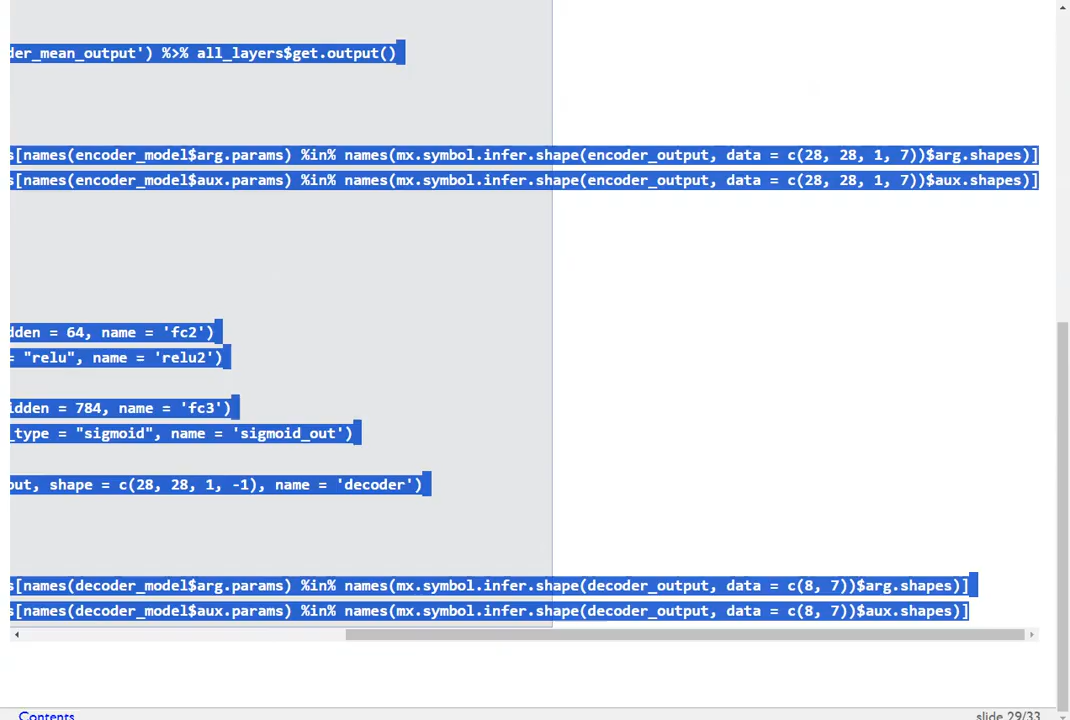 der_mean_output') %>% all_layers$get.output()
s[names(encoder_model$arg.params) %in% names(mx.symbol.infer.shape(encoder_output, data = c(28, 28, 1, 7))$arg.shapes)]
s[names(encoder_model$aux.params) %in% names(mx.symbol.infer.shape(encoder_output, data = c(28, 28, 1, 7))$aux.shapes)]
dden = 64, name = 'fc2')
= "relu", name = 'relu2')
idden = 784, name = 'fc3')
_type = "sigmoid", name = 'sigmoid_out')
out, shape = c(28, 28, 1, -1), name = 'decoder')
s[names(decoder_model$arg.params) %in% names(mx.symbol.infer.shape(decoder_output, data = c(8, 7))$arg.shapes)]
s[names(decoder_model$aux.params) %in% names(mx.symbol.infer.shape(decoder_output, data = c(8, 7))$aux.shapes)]
Contents
slide 29/33